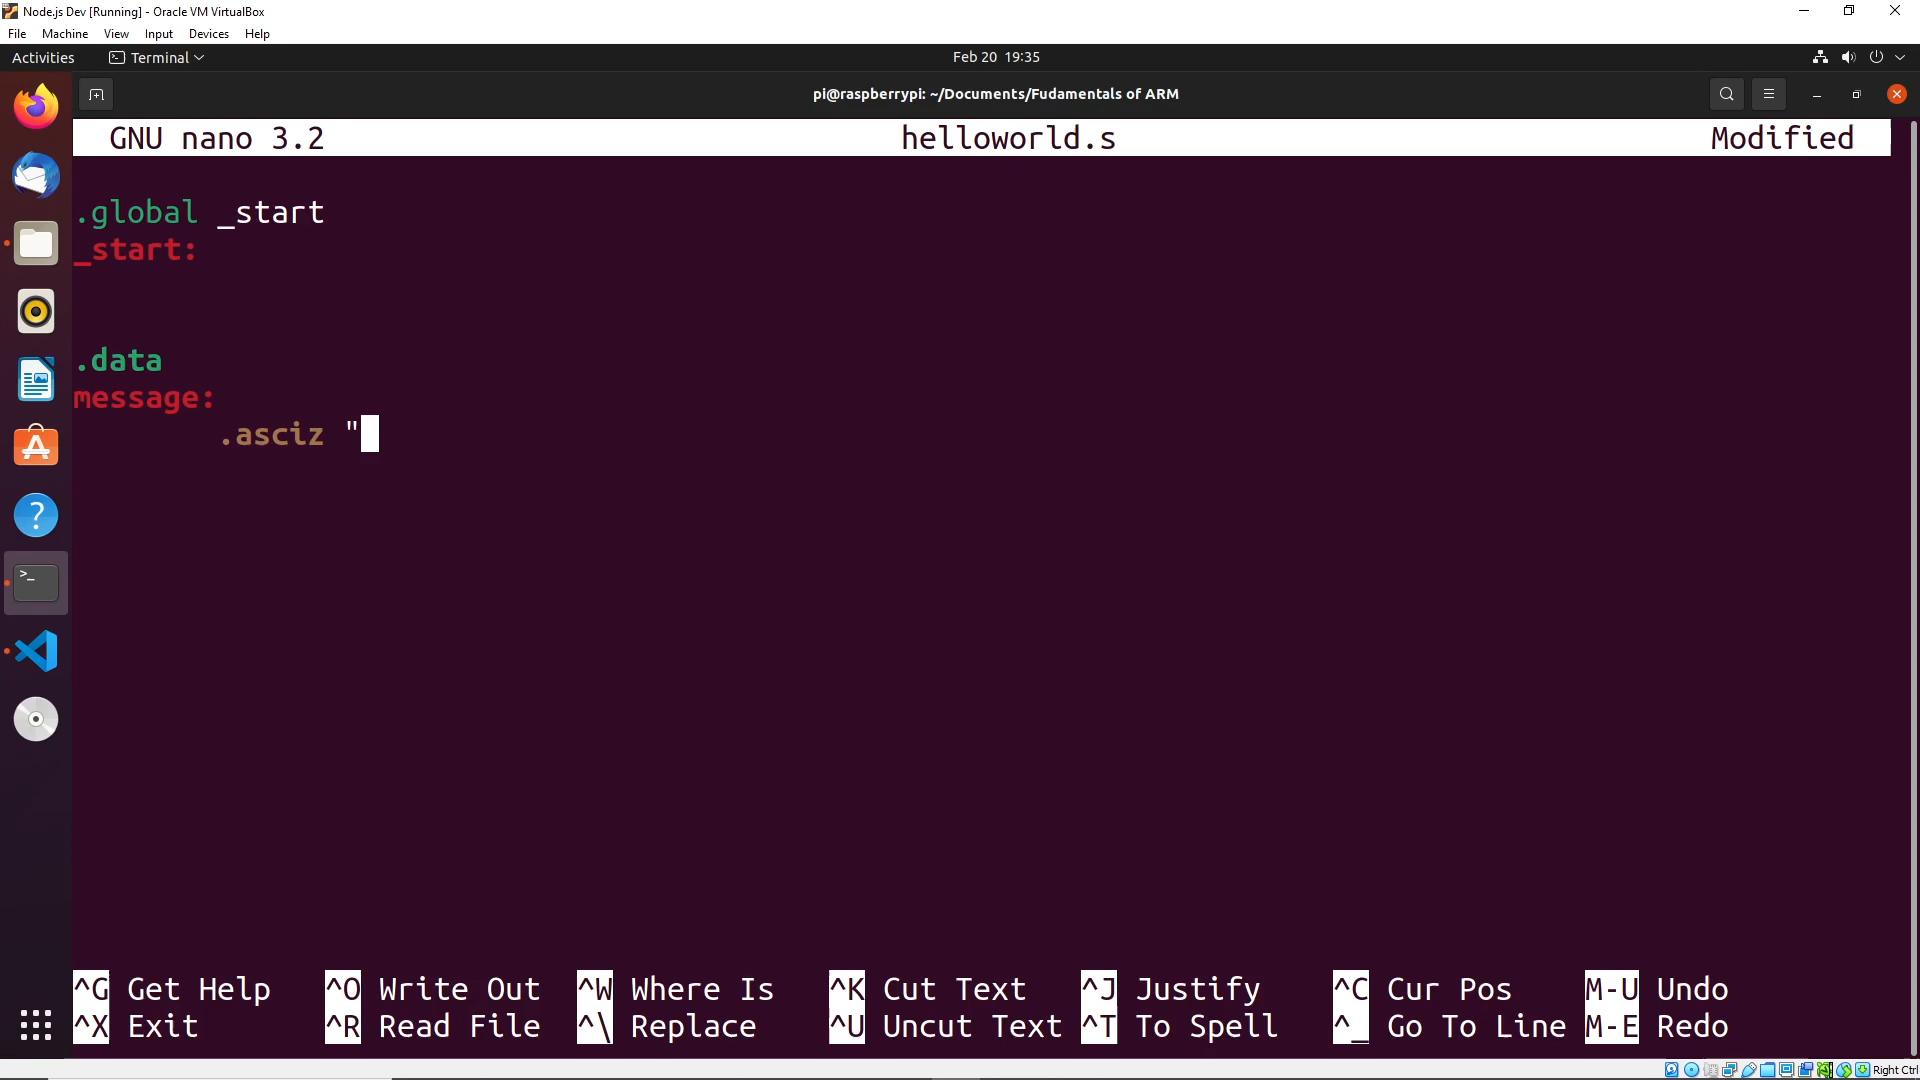 Node.js Dev [Running] - Oracle VM VirtualBox
File Machine View Input Devices Help
Activities Terminal Feb 20 19:35
pi@raspberrypi: ~/Documents/Fudamentals of ARM
GNU nano 3.2 helloworld.s Modified
.global _start
_start:
.data
message:
.asciz "
^G Get Help ^O Write Out ^W Where Is ^K Cut Text ^J Justify ^C Cur Pos M-U Undo
^X Exit ^R Read File ^\ Replace ^U Uncut Text ^T To Spell ^_ Go To Line M-E Redo
Right Ctrl